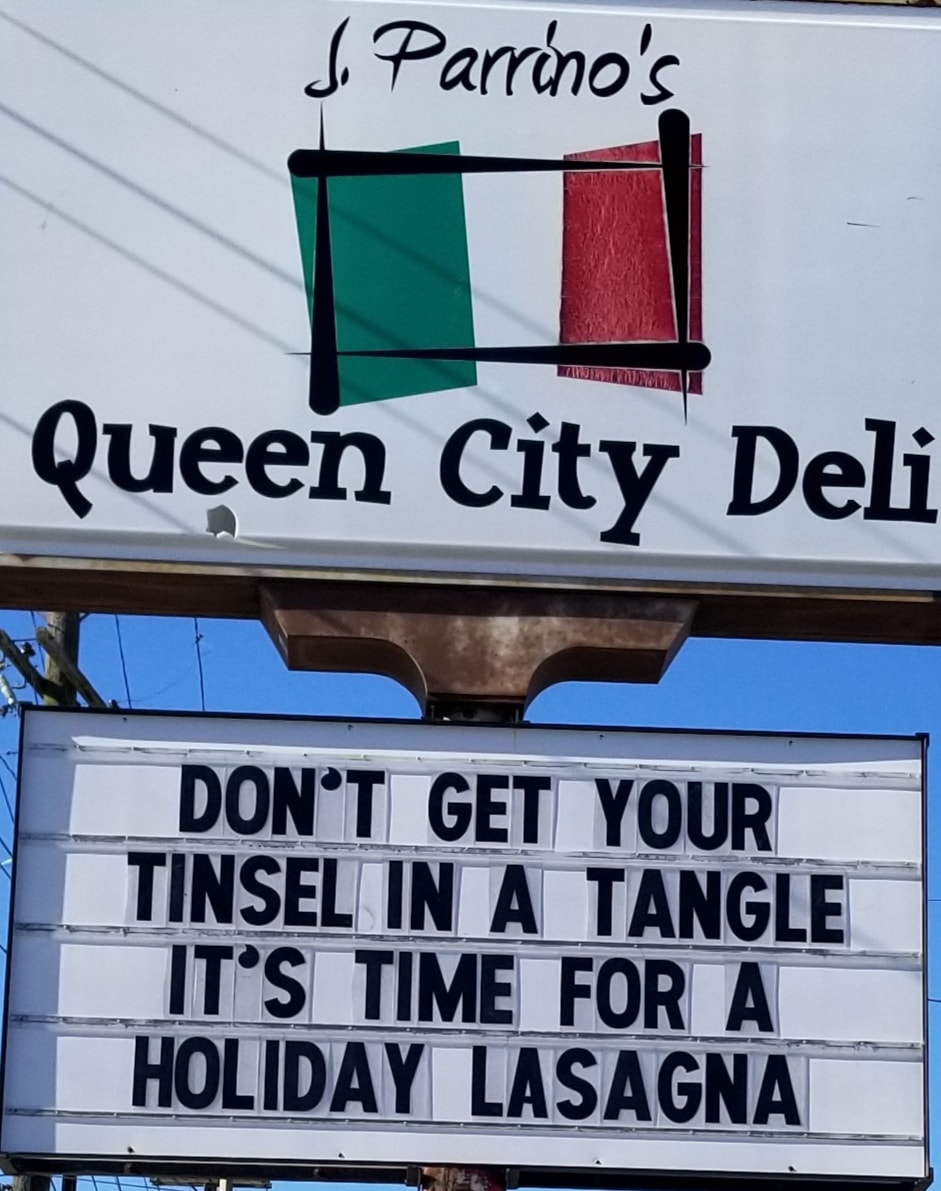 J. Parrino's
Queen City Deli
DON'T GET YOUR
TINSEL IN A TANGLE
IT'S TIME FOR A
HOLIDAY LASAGNA